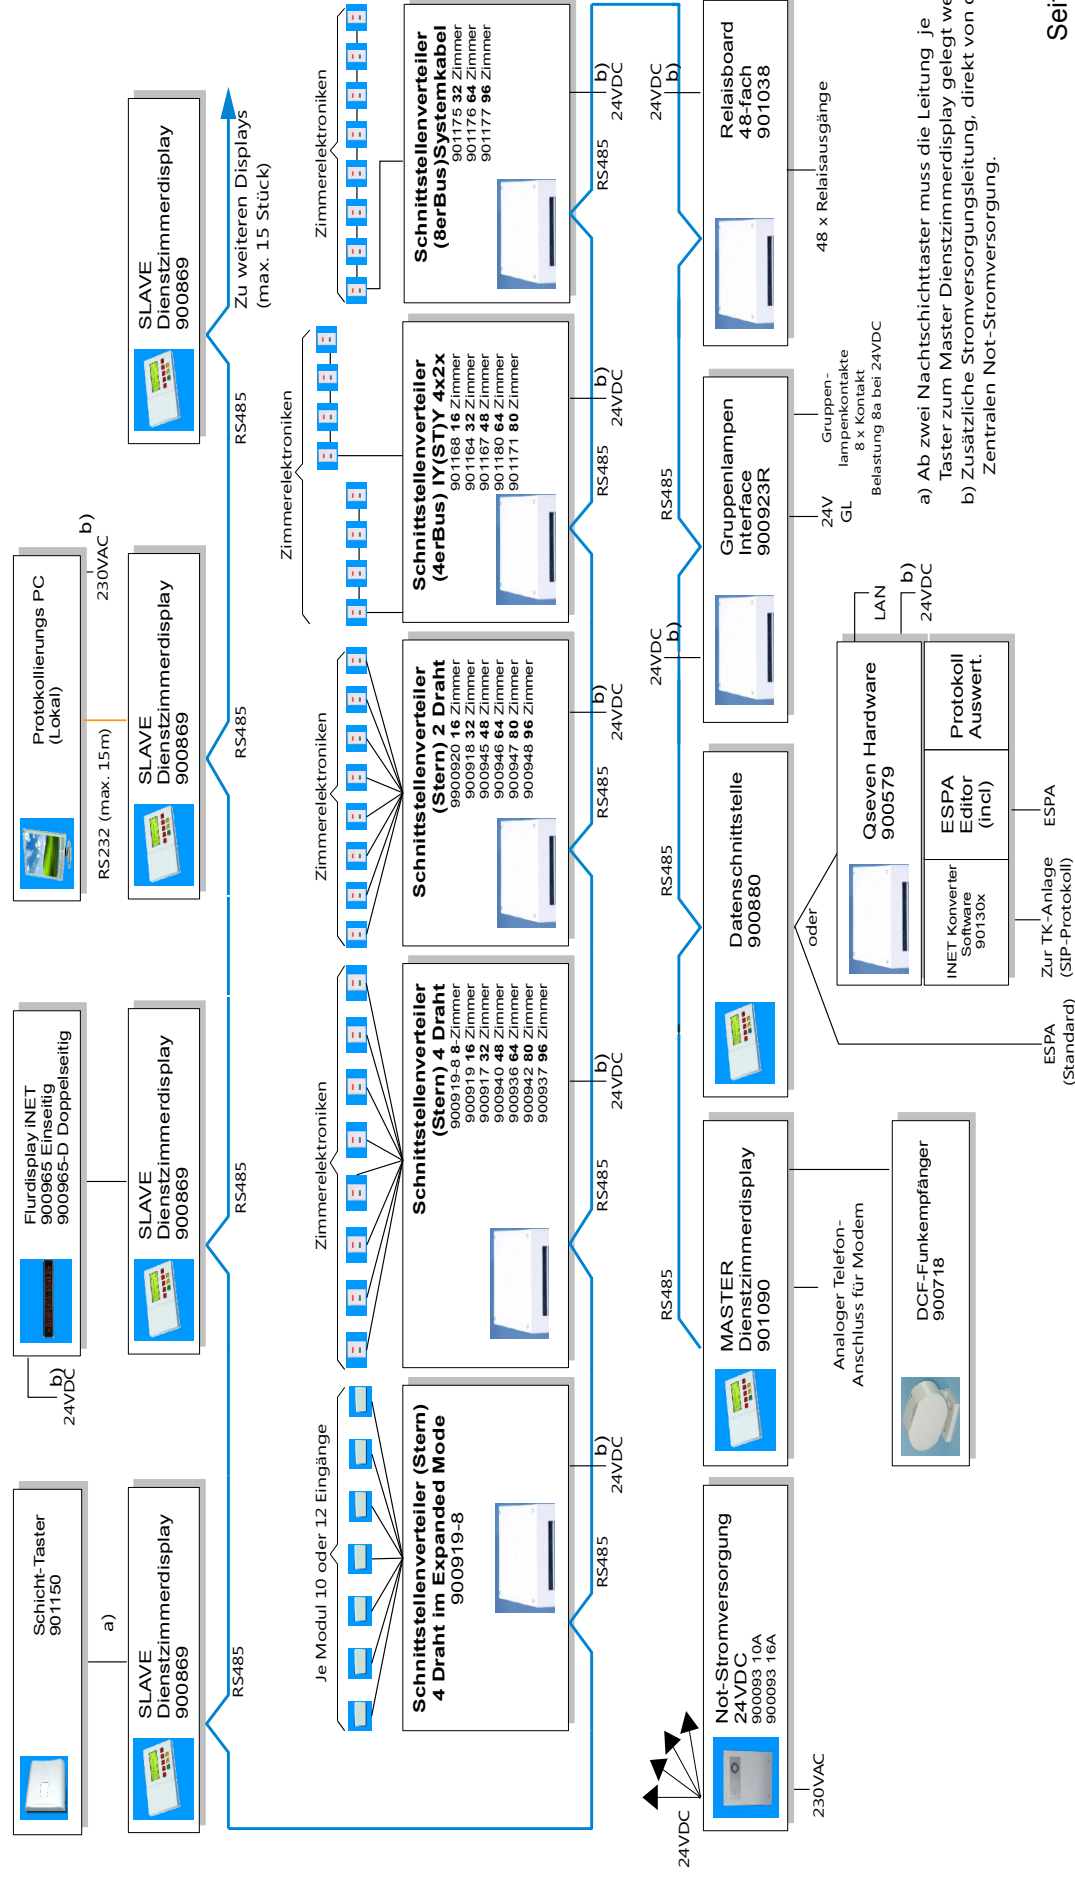 Schicht-Taster
901150
a)
SLAVE
Dienstzimmerdisplay
900869
RS485
Flurdisplay iNET
900965 Einseitig
900965-D Doppelseitig
b)
24VDC
SLAVE
Dienstzimmerdisplay
900869
RS485
Protokollierungs PC
(Lokal)
b)
230VAC
RS232 (max. 15m)
SLAVE
Dienstzimmerdisplay
900869
RS485
SLAVE
Dienstzimmerdisplay
900869
RS485
Zu weiteren Displays
(max. 15 Stück)
Je Modul 10 oder 12 Eingänge
Schnittstellenverteiler (Stern)
4 Draht im Expanded Mode
900919-8
b)
24VDC
RS485
Zimmerelektroniken
Schnittstellenverteiler
(Stern) 4 Draht
900919-8 8-Zimmer
900919 16 Zimmer
900917 32 Zimmer
900940 48 Zimmer
900936 64 Zimmer
900942 80 Zimmer
900937 96 Zimmer
b)
24VDC
RS485
Zimmerelektroniken
Schnittstellenverteiler
(Stern) 2 Draht
9900920 16 Zimmer
900918 32 Zimmer
900945 48 Zimmer
900946 64 Zimmer
900947 80 Zimmer
900948 96 Zimmer
b)
24VDC
RS485
Zimmerelektroniken
Schnittstellenverteiler
(4erBus) IY(ST)Y 4x2x
901168 16 Zimmer
901164 32 Zimmer
901167 48 Zimmer
901180 64 Zimmer
901171 80 Zimmer
b)
24VDC
RS485
Zimmerelektroniken
Schnittstellenverteiler
(8erBus)Systemkabel
901175 32 Zimmer
901176 64 Zimmer
901177 96 Zimmer
b)
24VDC
RS485
24VDC
Not-Stromversorgung
24VDC
900093 10A
900093 16A
230VAC
RS485
MASTER
Dienstzimmerdisplay
901090
Analoger Telefon-
Anschluss für Modem
DCF-Funkempfänger
900718
RS485
Datenschnittstelle
900880
oder
ESPA
(Standard)
Qseven Hardware
900579
LAN
b)
24VDC
INET Konverter
Software
90130x
ESPA
Editor
(incl)
Protokoll
Auswert.
Zur TK-Anlage
(SIP-Protokoll)
ESPA
24VDC
b)
RS485
Gruppenlampen
Interface
900923R
24V
GL
Gruppen-
lampenkontakte
8 x Kontakt
Belastung 8a bei 24VDC
24VDC
b)
Relaisboard
48-fach
901038
48 x Relaisausgänge
a) Ab zwei Nachtschichttaster muss die Leitung je
Taster zum Master Dienstzimmerdisplay gelegt we
b) Zusätzliche Stromversorgungsleitung, direkt von
Zentralen Not-Stromversorgung.
Sei